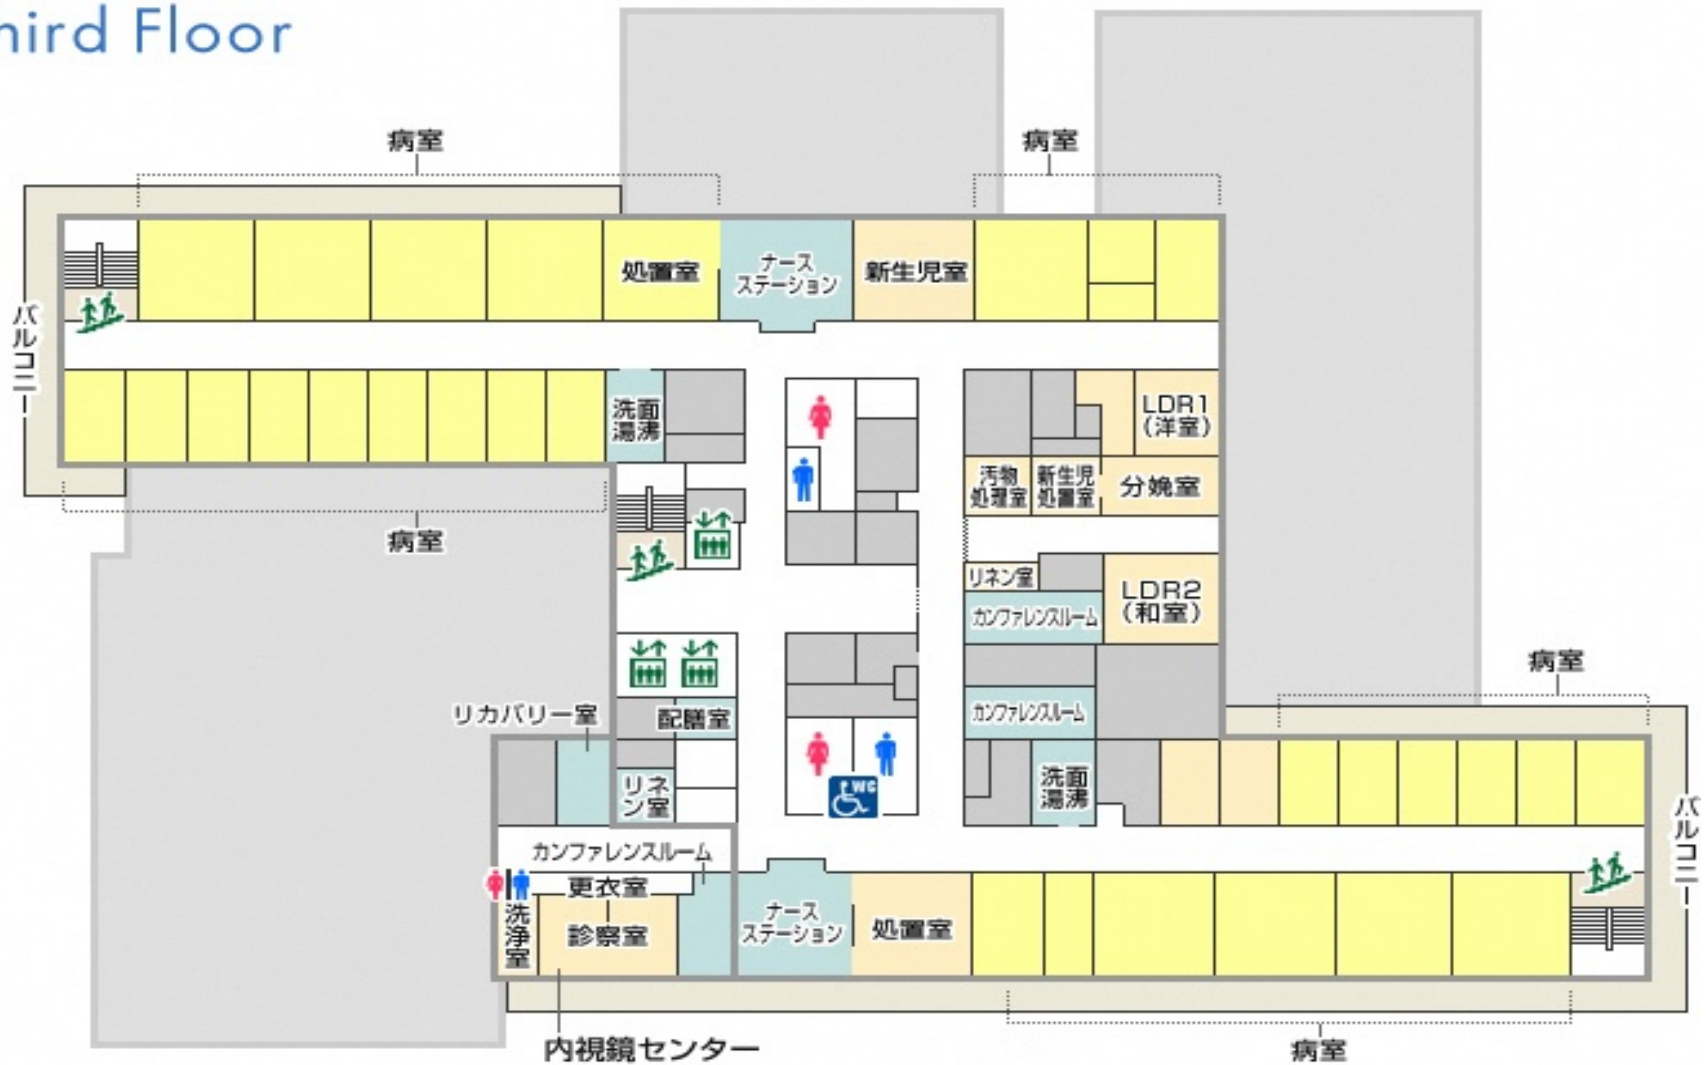 hird Floor
病室
病室
バルコニー
処置室
ナース
ステーション
新生児室
洗面
湯沸
LDR1
(洋室)
汚物
処理室
新生児
処置室
分娩室
病室
リネン室
カンファレンスルーム
LDR2
(和室)
病室
リカバリー室
配膳室
カンファレンスルーム
リネ
ン室
WC
洗面
湯沸
バルコニー
カンファレンスルーム
更衣室
洗浄室
診察室
ナース
ステーション
処置室
内視鏡センター
病室